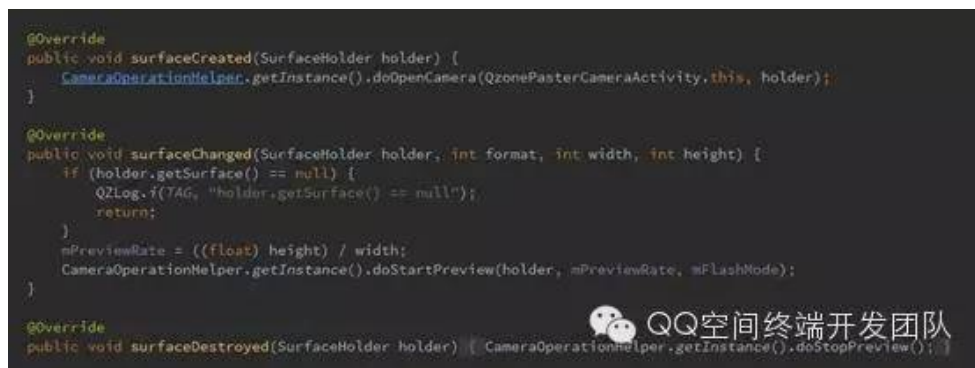 @Override
public void surfaceCreated(SurfaceHolder holder) {
    CameraOperationHelper.getInstance().doOpenCamera(QzonePasterCameraActivity.this, holder);
}
@Override
public void surfaceChanged(SurfaceHolder holder, int format, int width, int height) {
    if (holder.getSurface() == null) {
        QZLog.i(TAG, "holder.getSurface() == null");
        return;
    }
    mPreviewRate = ((float) height) / width;
    CameraOperationHelper.getInstance().doStartPreview(holder, mPreviewRate, mFlashMode);
}
QQ空间终端开发团队
@Override
public void surfaceDestroyed(SurfaceHolder holder) { CameraOperationHelper.getInstance().doStopPreview(); }